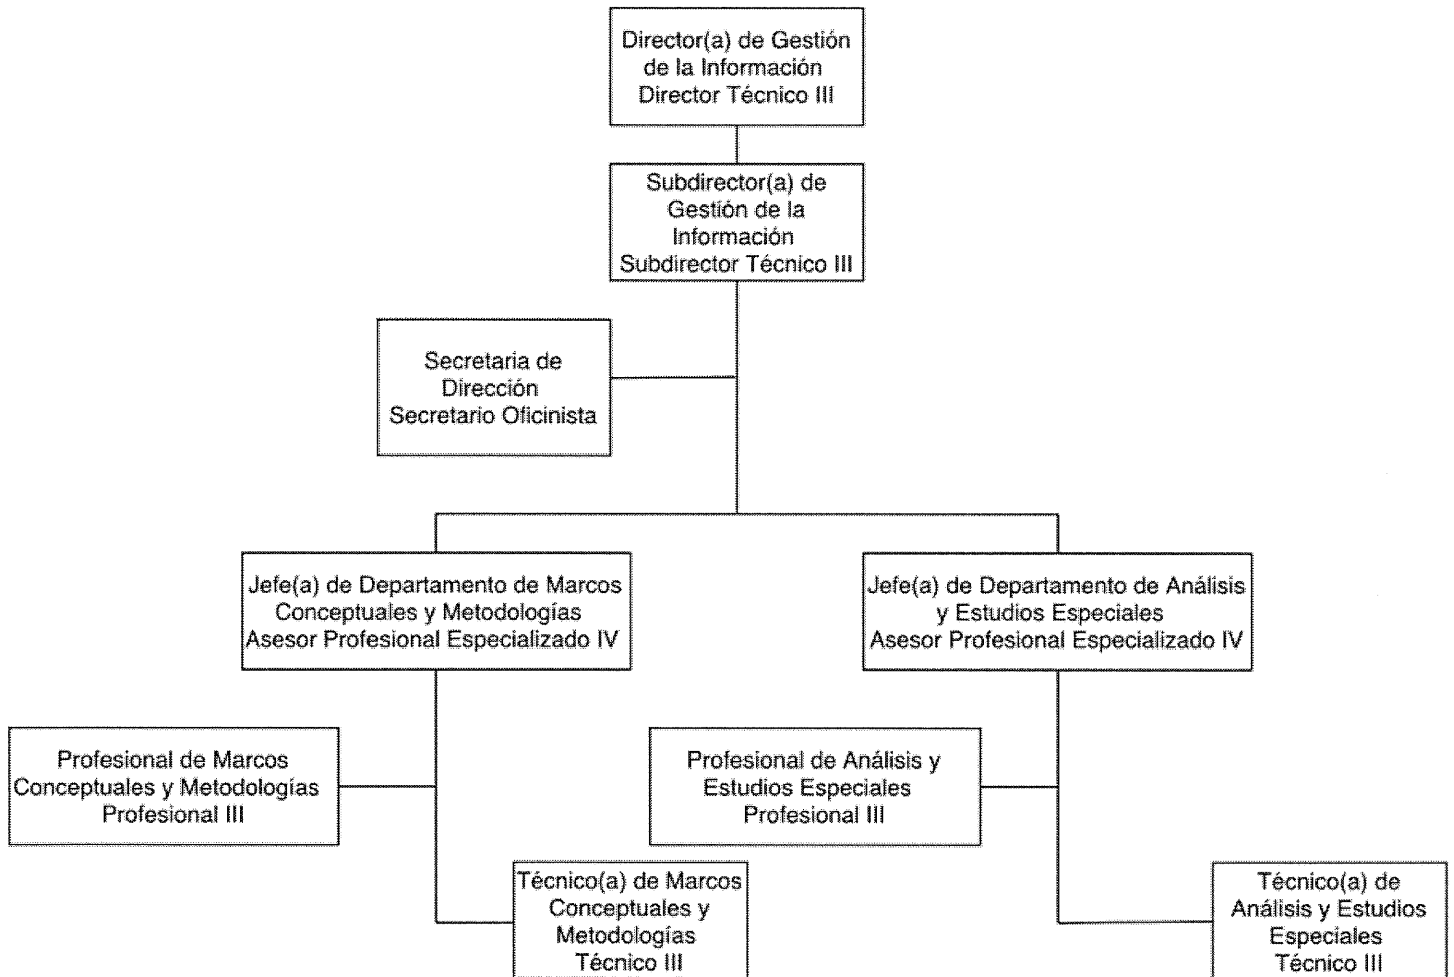 Director(a) de Gestión
de la Información
Director Técnico III
Subdirector(a) de
Gestión de la
Información
Subdirector Técnico III
Secretaria de
Dirección
Secretario Oficinista
Jefe(a) de Departamento de Marcos
Conceptuales y Metodologías
Asesor Profesional Especializado IV
Jefe(a) de Departamento de Análisis
y Estudios Especiales
Asesor Profesional Especializado IV
Profesional de Marcos
Conceptuales y Metodologías
Profesional III
Profesional de Análisis y
Estudios Especiales
Profesional III
Técnico(a) de Marcos
Conceptuales y
Metodologías
Técnico III
Técnico(a) de
Análisis y Estudios
Especiales
Técnico III